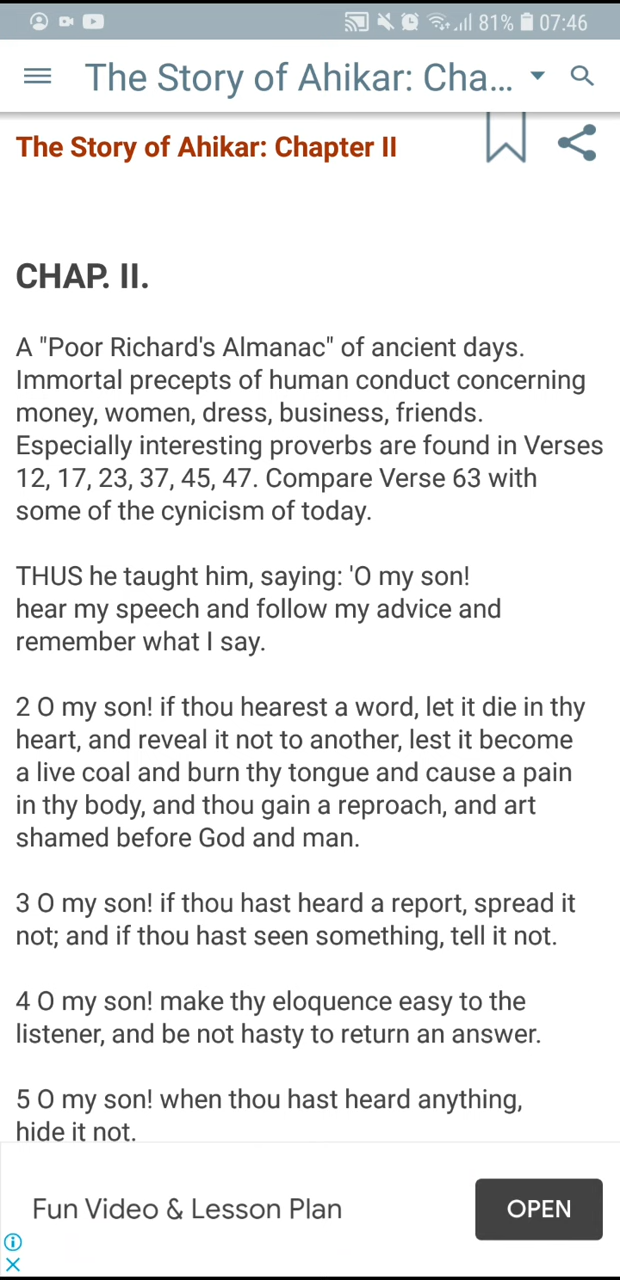 81% 07:46
The Story of Ahikar: Cha...
The Story of Ahikar: Chapter II
CHAP. II.
A "Poor Richard's Almanac" of ancient days.
Immortal precepts of human conduct concerning
money, women, dress, business, friends.
Especially interesting proverbs are found in Verses
12, 17, 23, 37, 45, 47. Compare Verse 63 with
some of the cynicism of today.
THUS he taught him, saying: 'O my son!
hear my speech and follow my advice and
remember what I say.
2 O my son! if thou hearest a word, let it die in thy
heart, and reveal it not to another, lest it become
a live coal and burn thy tongue and cause a pain
in thy body, and thou gain a reproach, and art
shamed before God and man.
3 O my son! if thou hast heard a report, spread it
not; and if thou hast seen something, tell it not.
4 O my son! make thy eloquence easy to the
listener, and be not hasty to return an answer.
5 O my son! when thou hast heard anything,
hide it not.
Fun Video & Lesson Plan
OPEN